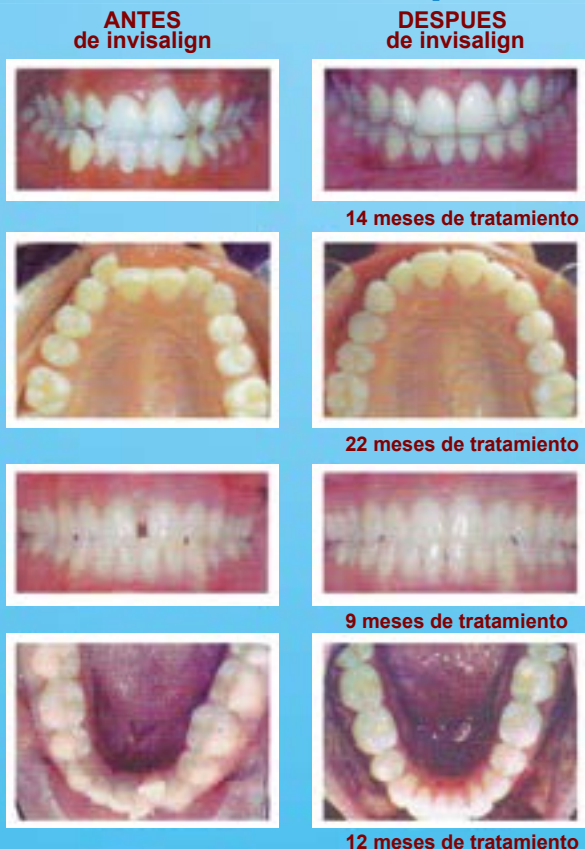 ANTES
de invisalign
DESPUES
de invisalign
14 meses de tratamiento
22 meses de tratamiento
9 meses de tratamiento
12 meses de tratamiento